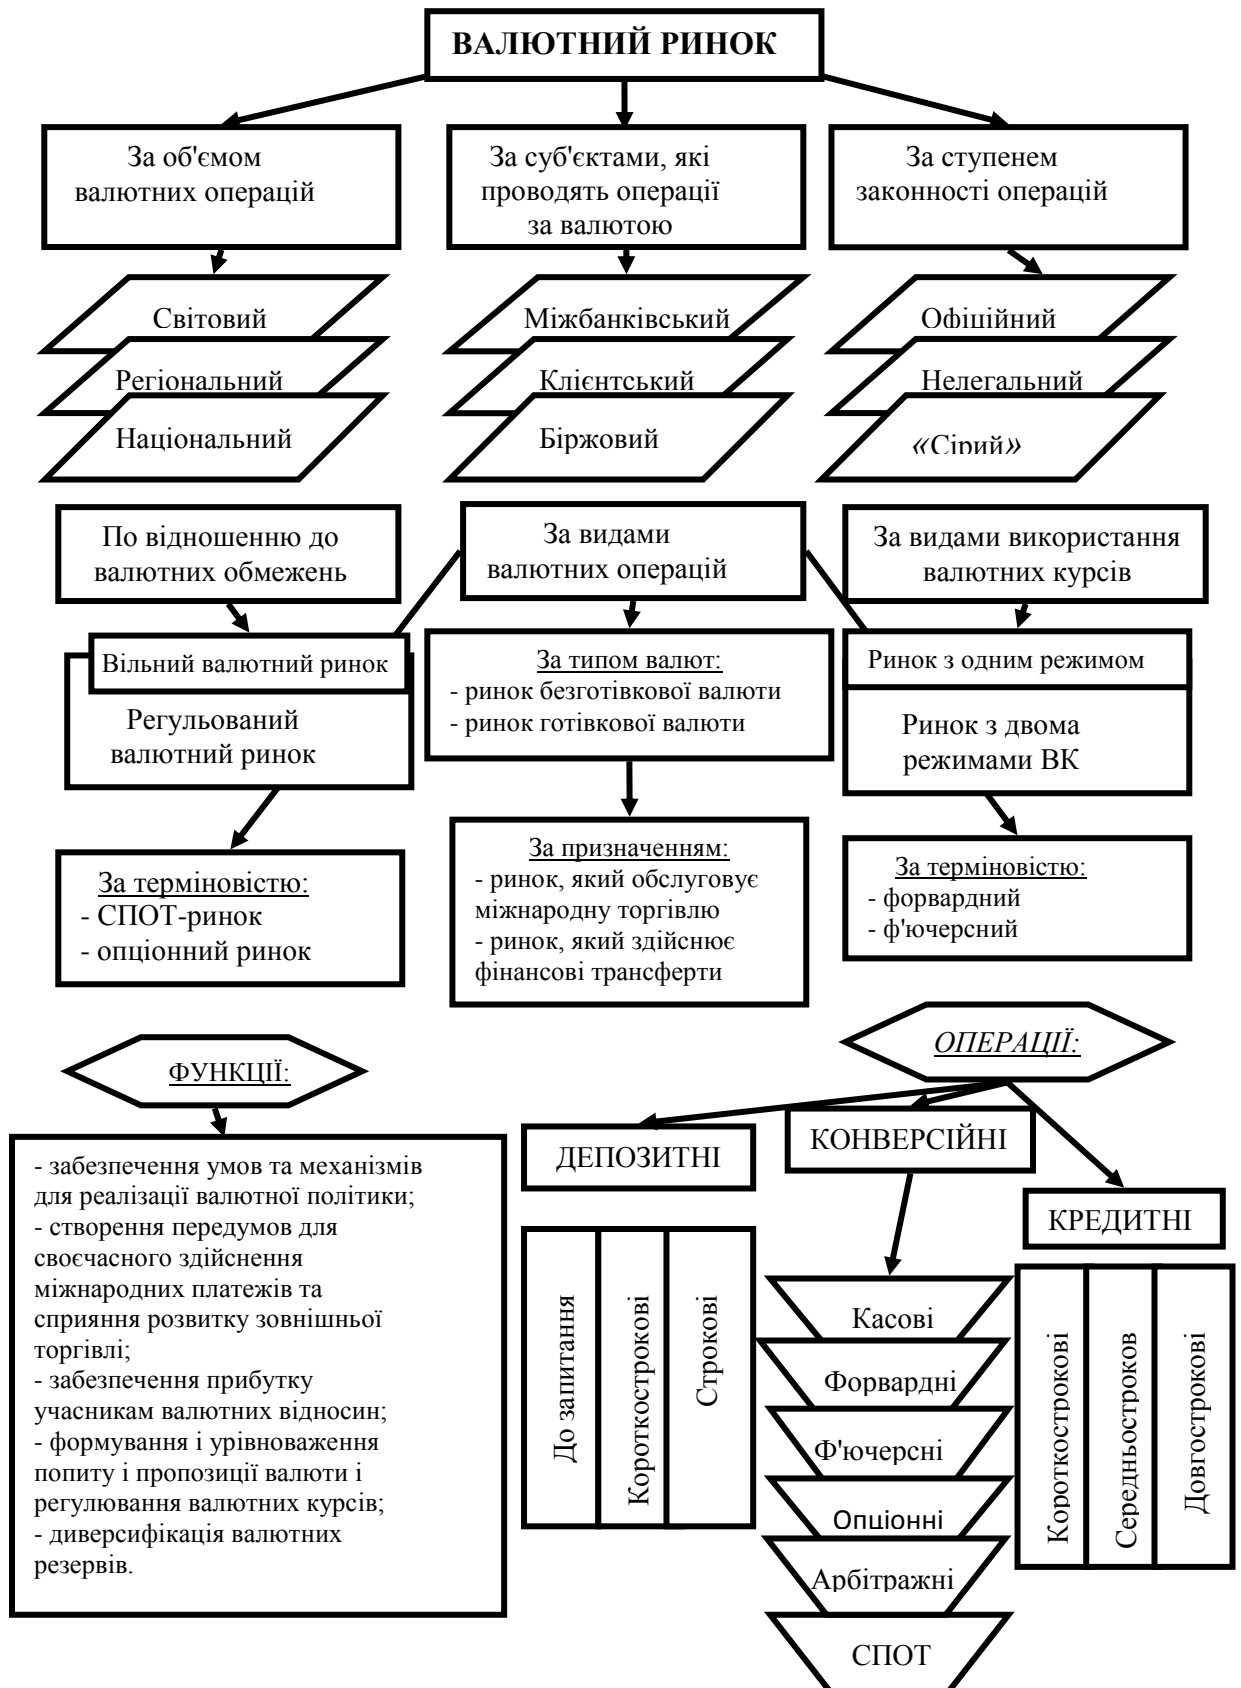 ВАЛЮТНИЙ РИНОК
За об'ємом
валютних операцій
За суб'єктами, які
проводять операції
за валютою
За ступенем
законності операцій
Світовий
Регіональний
Національний
Міжбанківський
Клієнтський
Біржовий
Офіційний
Нелегальний
«Сірий»
По відношенню до
валютних обмежень
За видами
валютних операцій
За видами використання
валютних курсів
Вільний валютний ринок
Регульований
валютний ринок
За типом валют:
- ринок безготівкової валюти
- ринок готівкової валюти
Ринок з одним режимом
Ринок з двома
режимами ВК
За терміновістю:
- СПОТ-ринок
- опціонний ринок
За призначенням:
- ринок, який обслуговує
міжнародну торгівлю
- ринок, який здійснює
фінансові трансферти
За терміновістю:
- форвардний
- ф'ючерсний
ФУНКЦІЇ:
- забезпечення умов та механізмів
для реалізації валютної політики;
- створення передумов для
своєчасного здійснення
міжнародних платежів та
сприяння розвитку зовнішньої
торгівлі;
- забезпечення прибутку
учасникам валютних відносин;
- формування і урівноваження
попиту і пропозиції валюти і
регулювання валютних курсів;
- диверсифікація валютних
резервів.
ОПЕРАЦІЇ:
ДЕПОЗИТНІ
До запитання
Короткострокові
Строкові
КОНВЕРСІЙНІ
Касові
Форвардні
Ф'ючерсні
Опціонні
Арбітражні
СПОТ
КРЕДИТНІ
Короткострокові
Середньостроков
Довгострокові